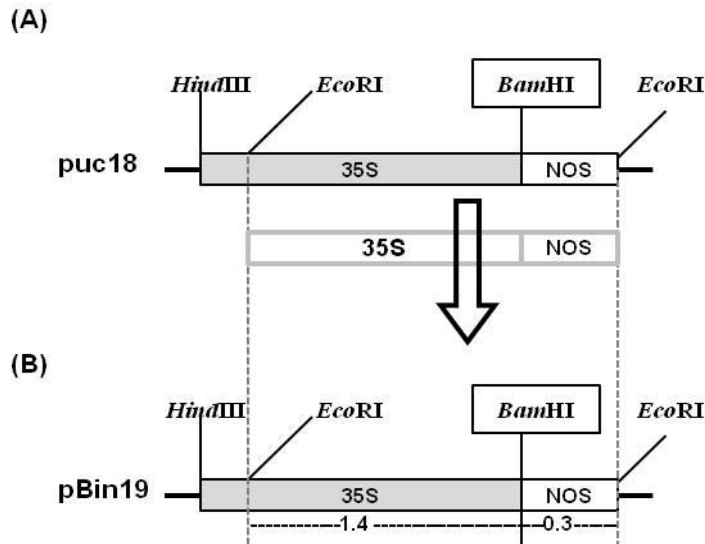 (A)
HindIII EcoRI BamHI EcoRI
puc18 35S NOS
35S NOS
(B)
HindIII EcoRI BamHI EcoRI
pBin19 35S NOS
1.4 0.3